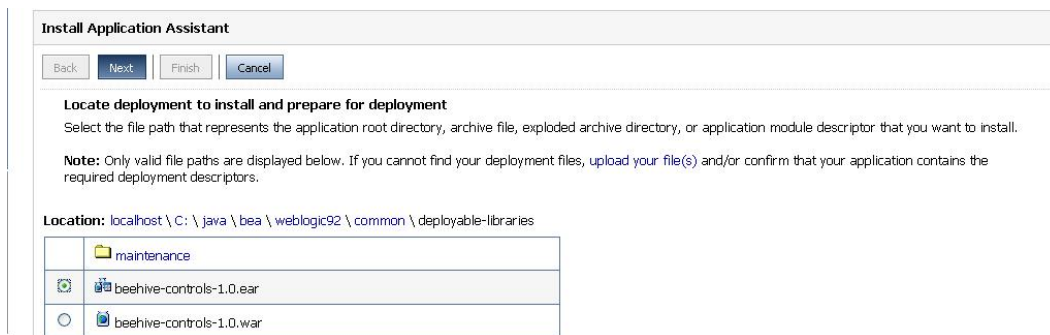 Install Application Assistant
Back Next Finish Cancel
Locate deployment to install and prepare for deployment
Select the file path that represents the application root directory, archive file, exploded archive directory, or application module descriptor that you want to install.
Note: Only valid file paths are displayed below. If you cannot find your deployment files, upload your file(s) and/or confirm that your application contains the
required deployment descriptors.
Location: localhost \ C: \ java \ bea \ weblogic92 \ common \ deployable-libraries
maintenance
beehive-controls-1.0.ear
beehive-controls-1.0.war